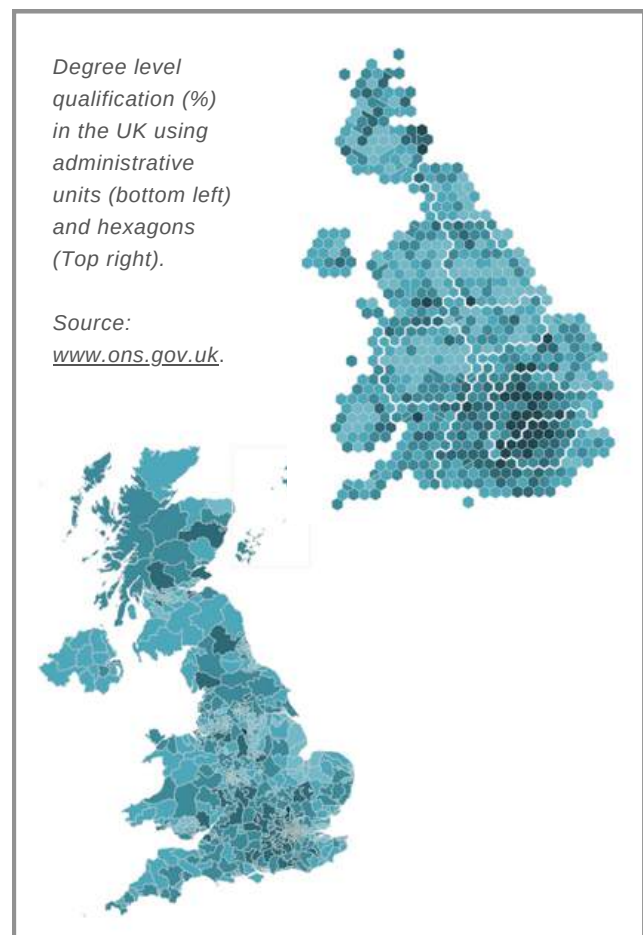 Degree level
qualification (%)
in the UK using
administrative
units (bottom left)
and hexagons
(Top right).
Source:
www.ons.gov.uk.